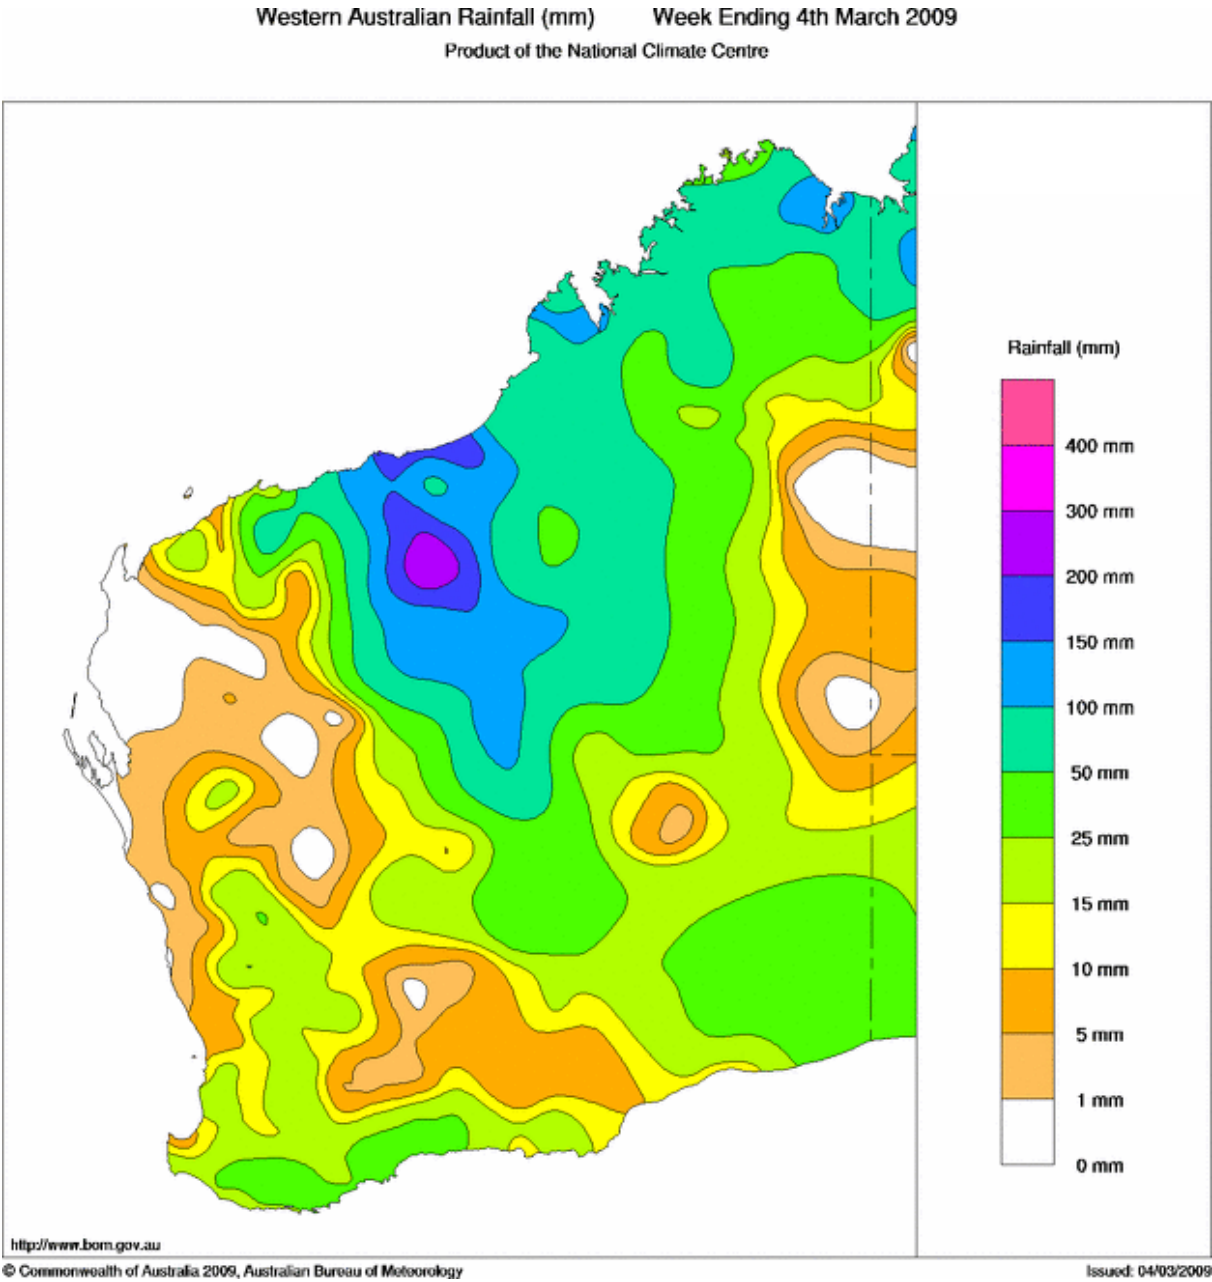 Western Australian Rainfall (mm) Week Ending 4th March 2009
Product of the National Climate Centre
Rainfall (mm)
400 mm
300 mm
200 mm
150 mm
100 mm
50 mm
25 mm
15 mm
10 mm
5 mm
1 mm
0 mm
http://www.bom.gov.au
© Commonwealth of Australia 2009, Australian Bureau of Meteorology Issued: 04/03/2009